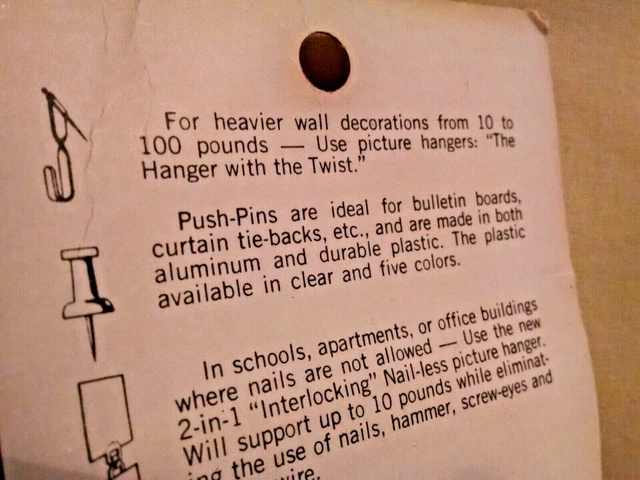 For heavier wall decorations from 10 to
100 pounds — Use picture hangers: "The
Hanger with the Twist."
Push-Pins are ideal for bulletin boards,
curtain tie-backs, etc., and are made in both
aluminum and durable plastic. The plastic
available in clear and five colors.
In schools, apartments, or office buildings
where nails are not allowed — Use the new
2-in-1 "Interlocking" Nail-less picture hanger.
Will support up to 10 pounds while eliminat-
ing the use of nails, hammer, screw-eyes and
wire.